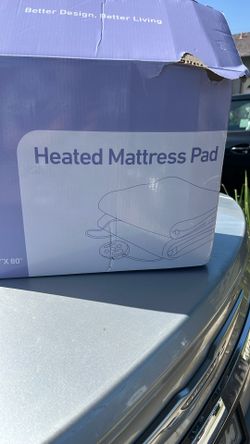 Better Design. Better Living.
Heated Mattress Pad
"X 80"